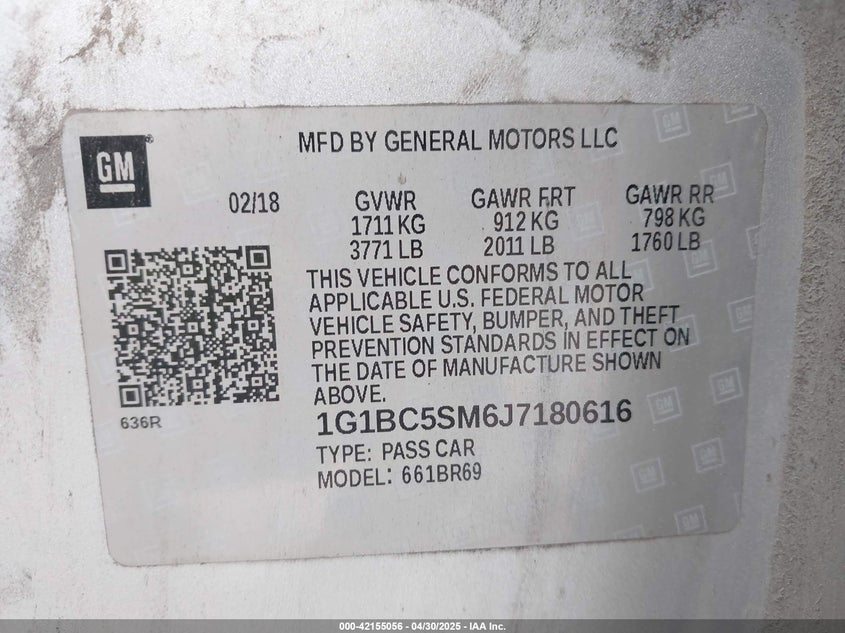 GM
MFD BY GENERAL MOTORS LLC
02/18 GVWR GAWR FRT GAWR RR
1711 KG 912 KG 798 KG
3771 LB 2011 LB 1760 LB
THIS VEHICLE CONFORMS TO ALL
APPLICABLE U.S. FEDERAL MOTOR
VEHICLE SAFETY, BUMPER, AND THEFT
PREVENTION STANDARDS IN EFFECT ON
THE DATE OF MANUFACTURE SHOWN
ABOVE.
636R
1G1BC5SM6J7180616
TYPE: PASS CAR
MODEL: 661BR69
000-42155056 - 04/30/2025 - IAA Inc.